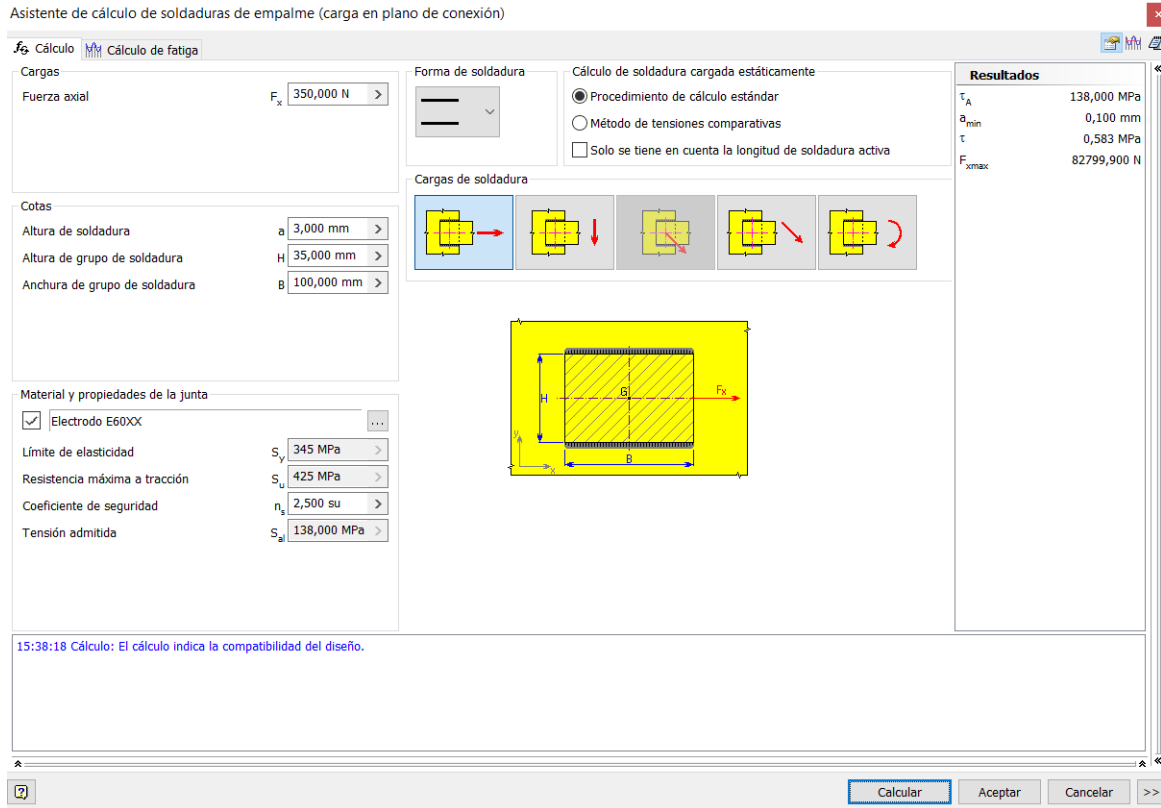 Asistente de cálculo de soldaduras de empalme (carga en plano de conexión)
Cálculo
Cálculo de fatiga
Cargas
Fuerza axial Fx 350,000 N >
Forma de soldadura
Cálculo de soldadura cargada estáticamente
Procedimiento de cálculo estándar
Método de tensiones comparativas
Solo se tiene en cuenta la longitud de soldadura activa
Resultados
τA 138,000 MPa
amin 0,100 mm
τ 0,583 MPa
Fxmax 82799,900 N
Cargas de soldadura
Cotas
Altura de soldadura a 3,000 mm >
Altura de grupo de soldadura H 35,000 mm >
Anchura de grupo de soldadura B 100,000 mm >
H
G
Fx
B
y
x
Material y propiedades de la junta
Electrodo E60XX ...
Límite de elasticidad Sy 345 MPa >
Resistencia máxima a tracción Su 425 MPa >
Coeficiente de seguridad ns 2,500 su >
Tensión admitida Sal 138,000 MPa >
15:38:18 Cálculo: El cálculo indica la compatibilidad del diseño.
Calcular
Aceptar
Cancelar
>>